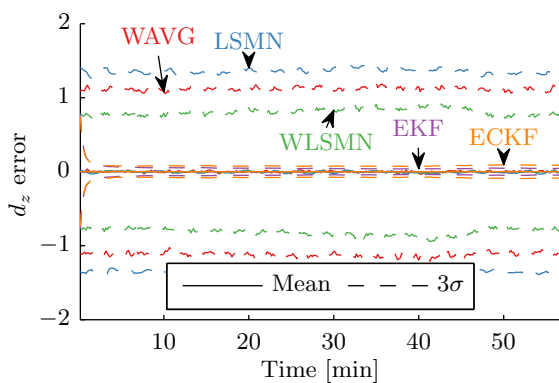 2
WAVG LSMN
1
WLSMN EKF ECKF
0
d_z error
−1
Mean 3σ
−2
10 20 30 40 50
Time [min]